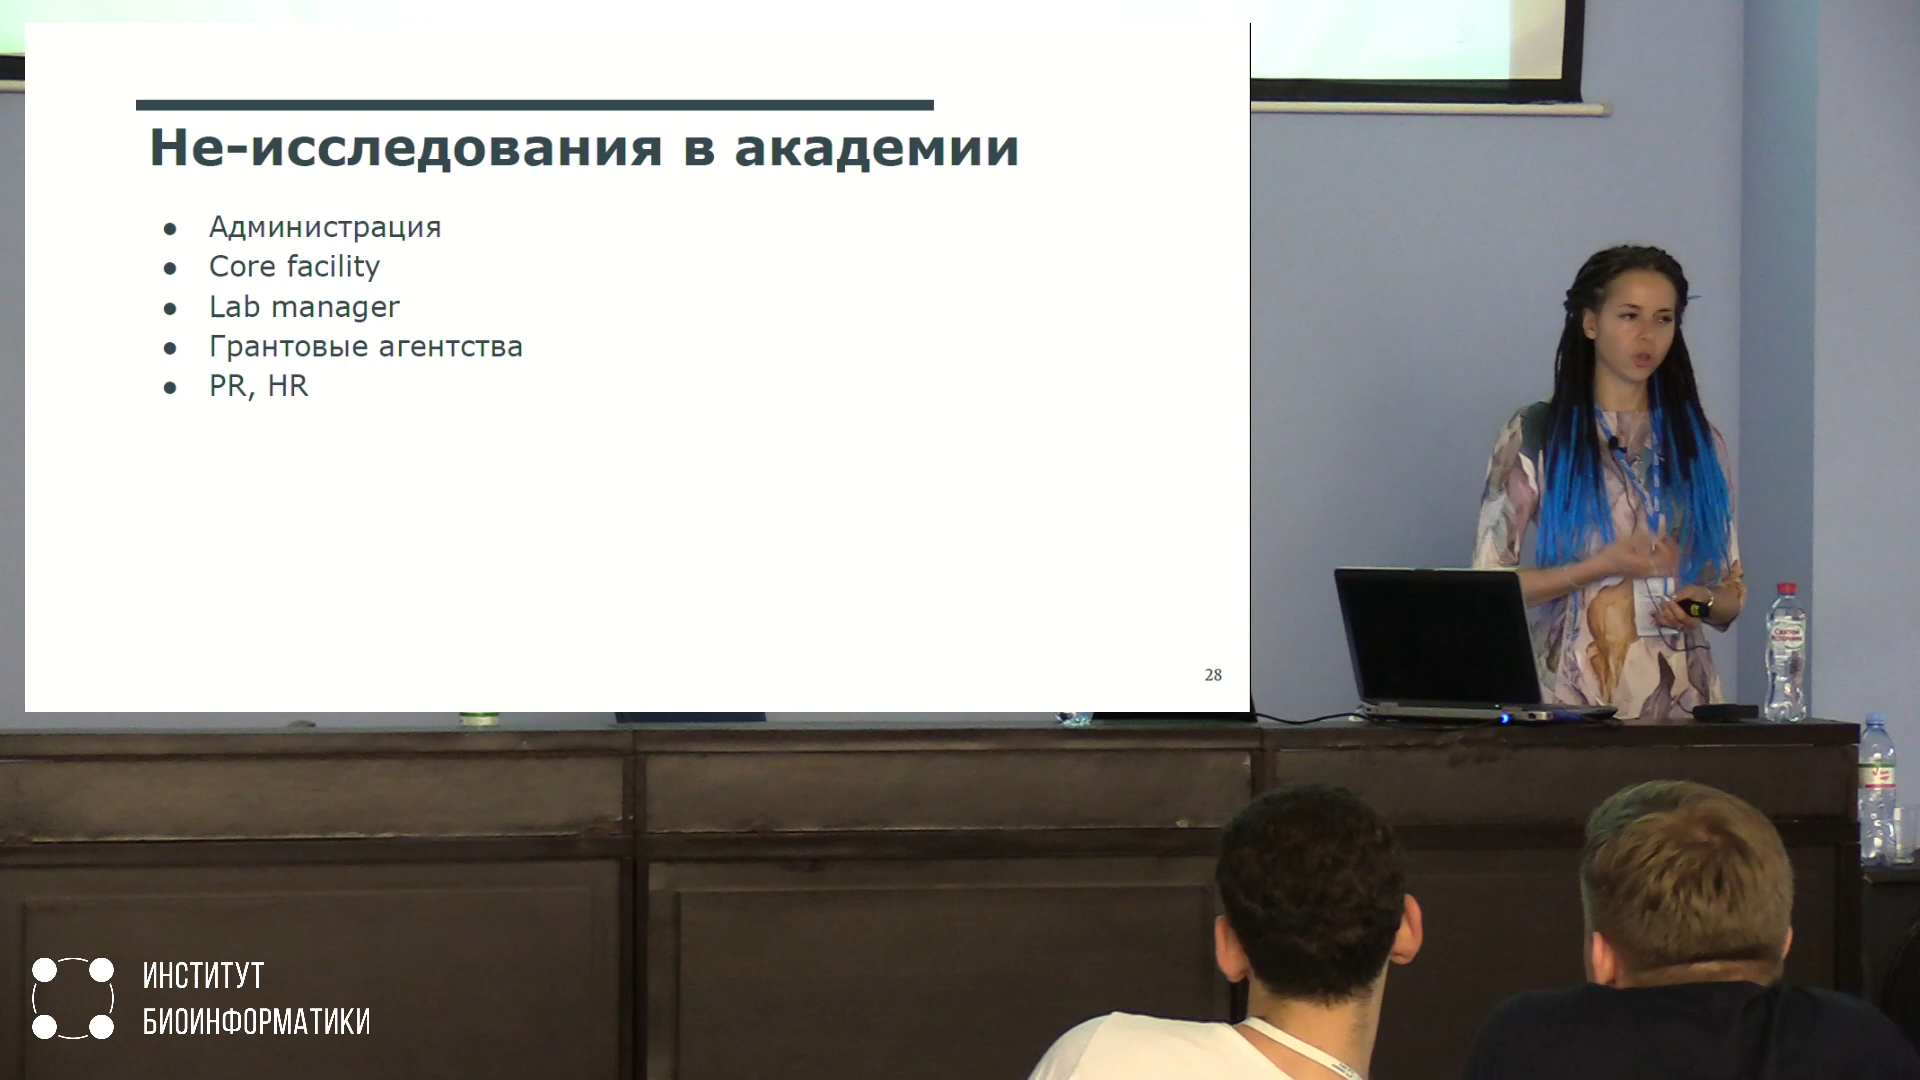 Не-исследования в академии
● Администрация
● Core facility
● Lab manager
● Грантовые агентства
● PR, HR
28
ИНСТИТУТ
БИОИНФОРМАТИКИ